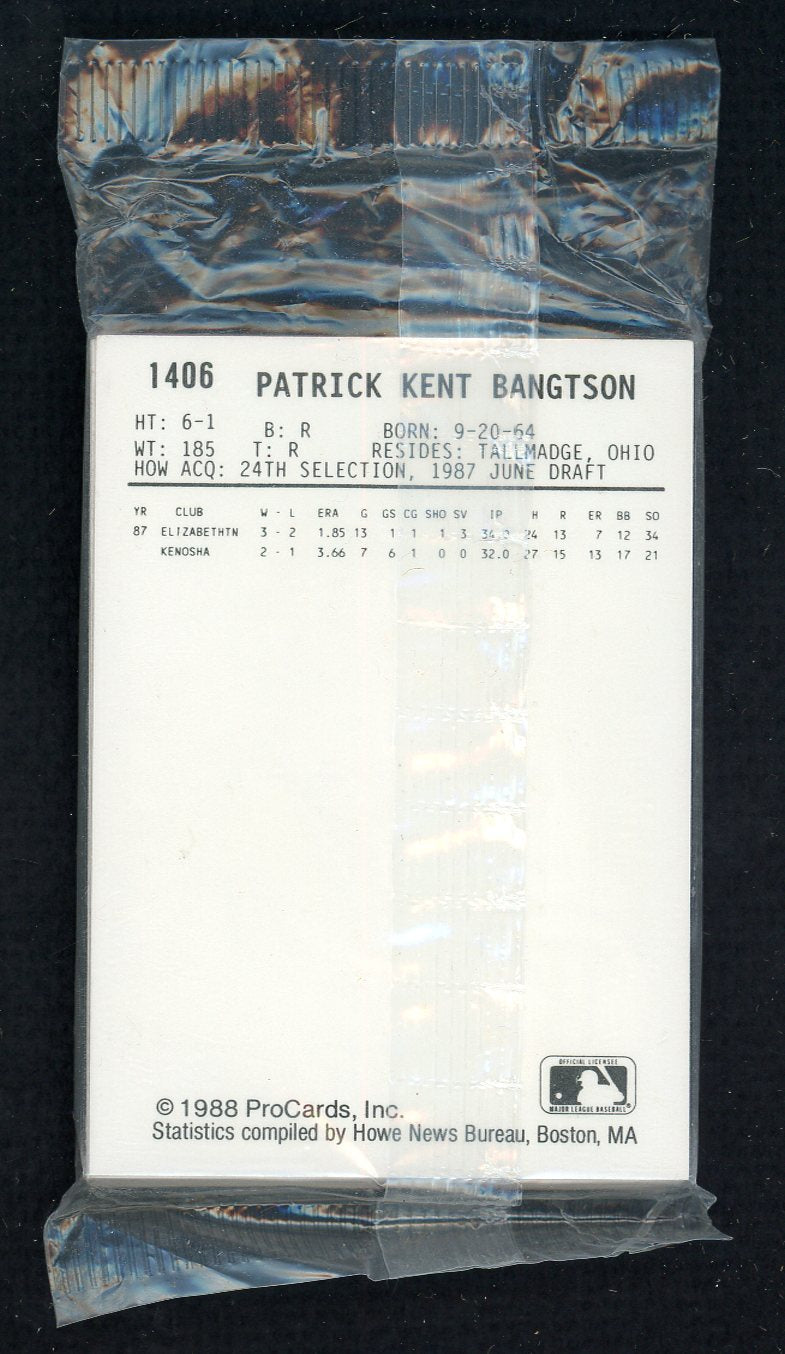 1406 PATRICK KENT BANGTSON
HT: 6-1 B: R BORN: 9-20-64
WT: 185 T: R RESIDES: TALLMADGE, OHIO
HOW ACQ: 24TH SELECTION, 1987 JUNE DRAFT
YR CLUB W - L ERA G GS CG SHO SV IP H R ER BB SO
87 ELIZABETHTN 3 - 2 1.85 13 1 1 1 3 34.0 24 13 7 12 34
KENOSHA 2 - 1 3.66 7 6 1 0 0 32.0 27 15 13 17 21
OFFICIAL LICENSEE
MAJOR LEAGUE BASEBALL®
© 1988 ProCards, Inc.
Statistics compiled by Howe News Bureau, Boston, MA